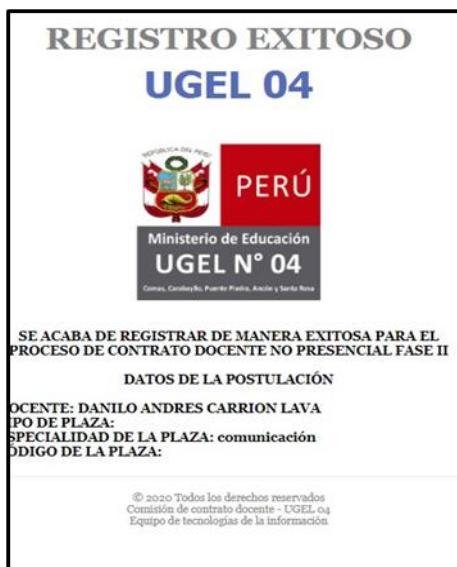 REGISTRO EXITOSO
UGEL 04
REPÚBLICA DEL PERÚ
PERÚ
Ministerio de Educación
UGEL N° 04
Comas, Carabayllo, Puente Piedra, Ancón y Santa Rosa
SE ACABA DE REGISTRAR DE MANERA EXITOSA PARA EL
PROCESO DE CONTRATO DOCENTE NO PRESENCIAL FASE II
DATOS DE LA POSTULACIÓN
OCENTE: DANILO ANDRES CARRION LAVA
IPO DE PLAZA:
SPECIALIDAD DE LA PLAZA: comunicación
ÓDIGO DE LA PLAZA:
© 2020 Todos los derechos reservados
Comisión de contrato docente - UGEL 04
Equipo de tecnologías de la información